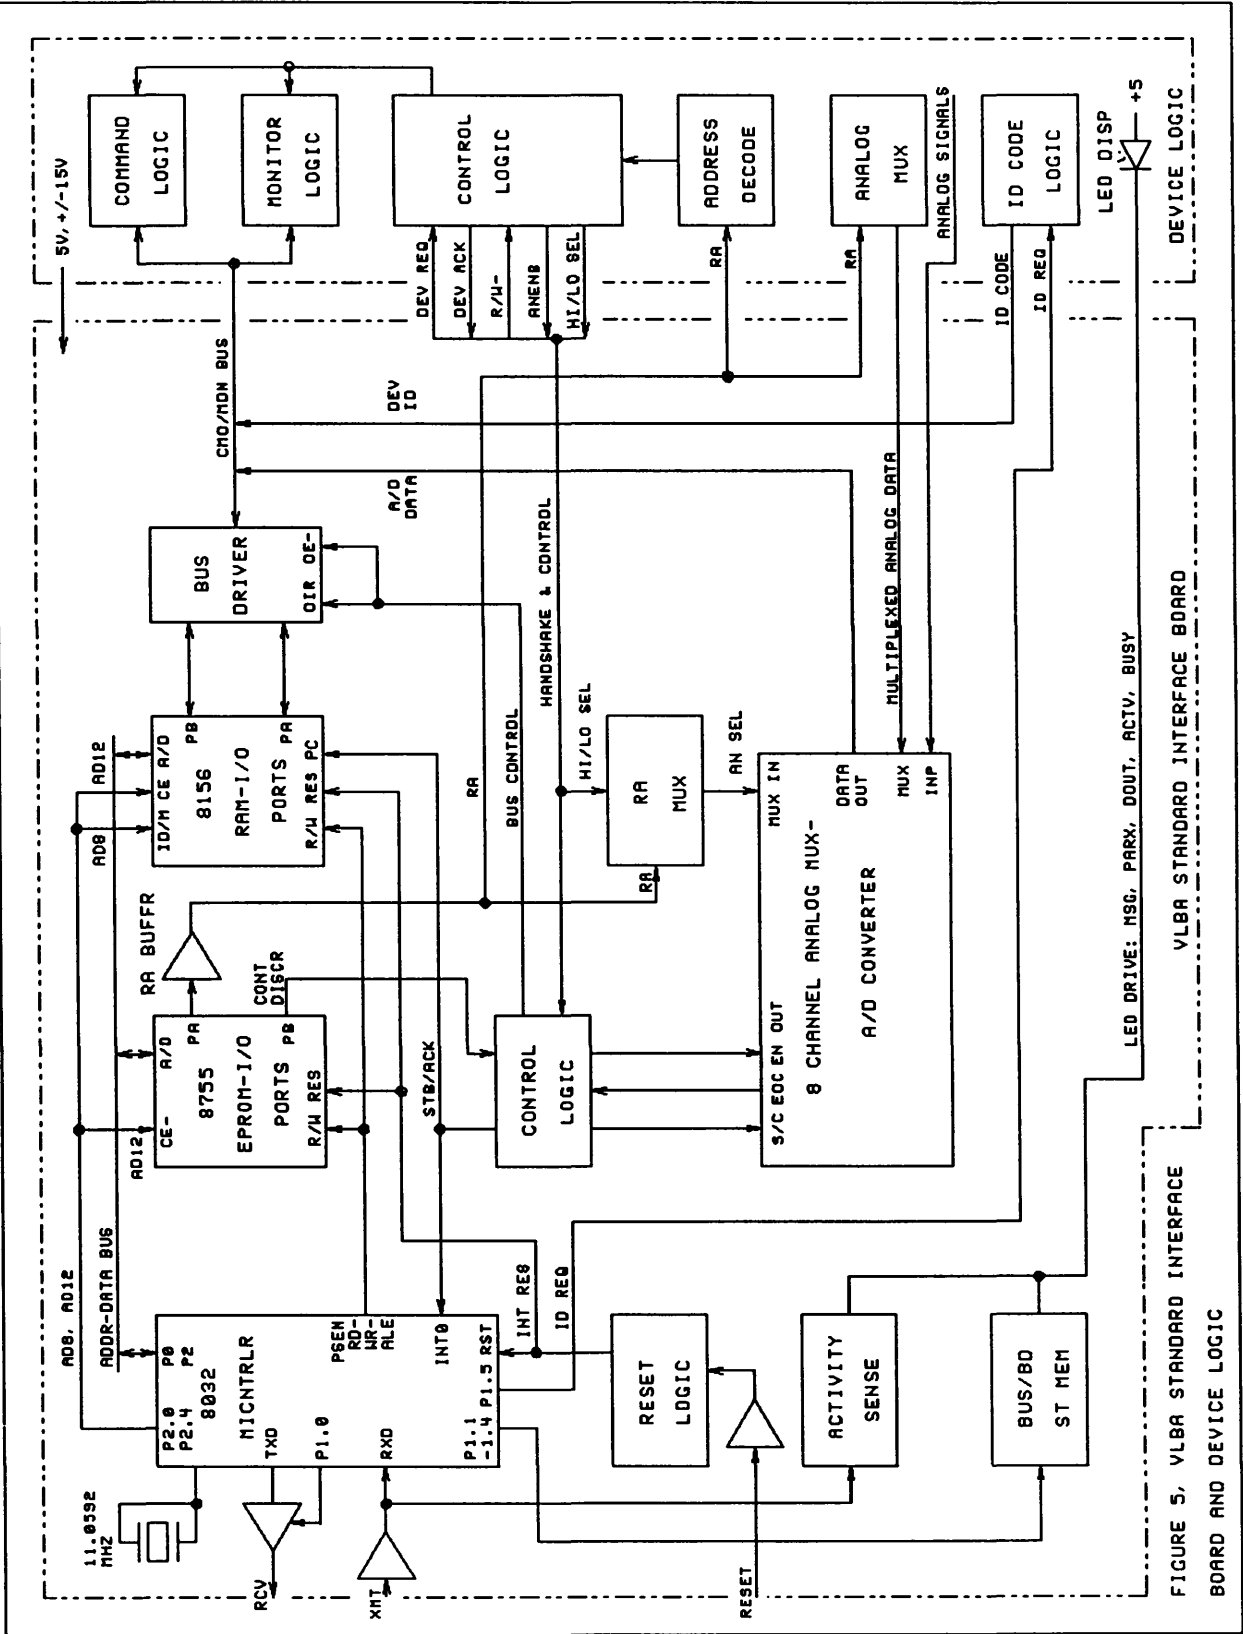 11.0592
MHZ
RCV
XMT
RESET
AD8, AD12
ADDR-DATA BUS
P2.0 P0
P2.4 P2
8032
MICNTRLR
TXD
P1.0
RXD
PSEN
RD-
WR-
ALE
INT0
P1.1
-1.4 P1.5 RST
INT RES
ID REQ
RESET
LOGIC
ACTIVITY
SENSE
BUS/BD
ST MEM
AD12
CE- A/D
8755
PA
EPROM-I/O
PORTS PB
R/W RES
RA BUFFR
CONT
DISCR
STB/ACK
CONTROL
LOGIC
AD8
AD12
IO/M CE A/D
8156
PB
RAM-I/O
PORTS PA
R/W RES PC
RA
BUS CONTROL
HANDSHAKE & CONTROL
HI/LO SEL
RA
MUX
RA
AN SEL
S/C EOC EN OUT
MUX IN
8 CHANNEL ANALOG MUX-
A/D CONVERTER
DATA
OUT
MUX
INP
BUS
DRIVER
DIR OE-
CMD/MON BUS
A/D
DATA
DEV
ID
MULTIPLEXED ANALOG DATA
5V,+/-15V
COMMAND
LOGIC
MONITOR
LOGIC
CONTROL
LOGIC
DEV REQ
DEV ACK
R/W-
ANENB
HI/LO SEL
ADDRESS
DECODE
RA
ANALOG
MUX
RA
ANALOG SIGNALS
ID CODE
LOGIC
ID CODE
ID REQ
LED DISP
+5
DEVICE LOGIC
LED DRIVE: MSG, PARX, DOUT, ACTV, BUSY
VLBA STANDARD INTERFACE BOARD
FIGURE 5, VLBA STANDARD INTERFACE
BOARD AND DEVICE LOGIC